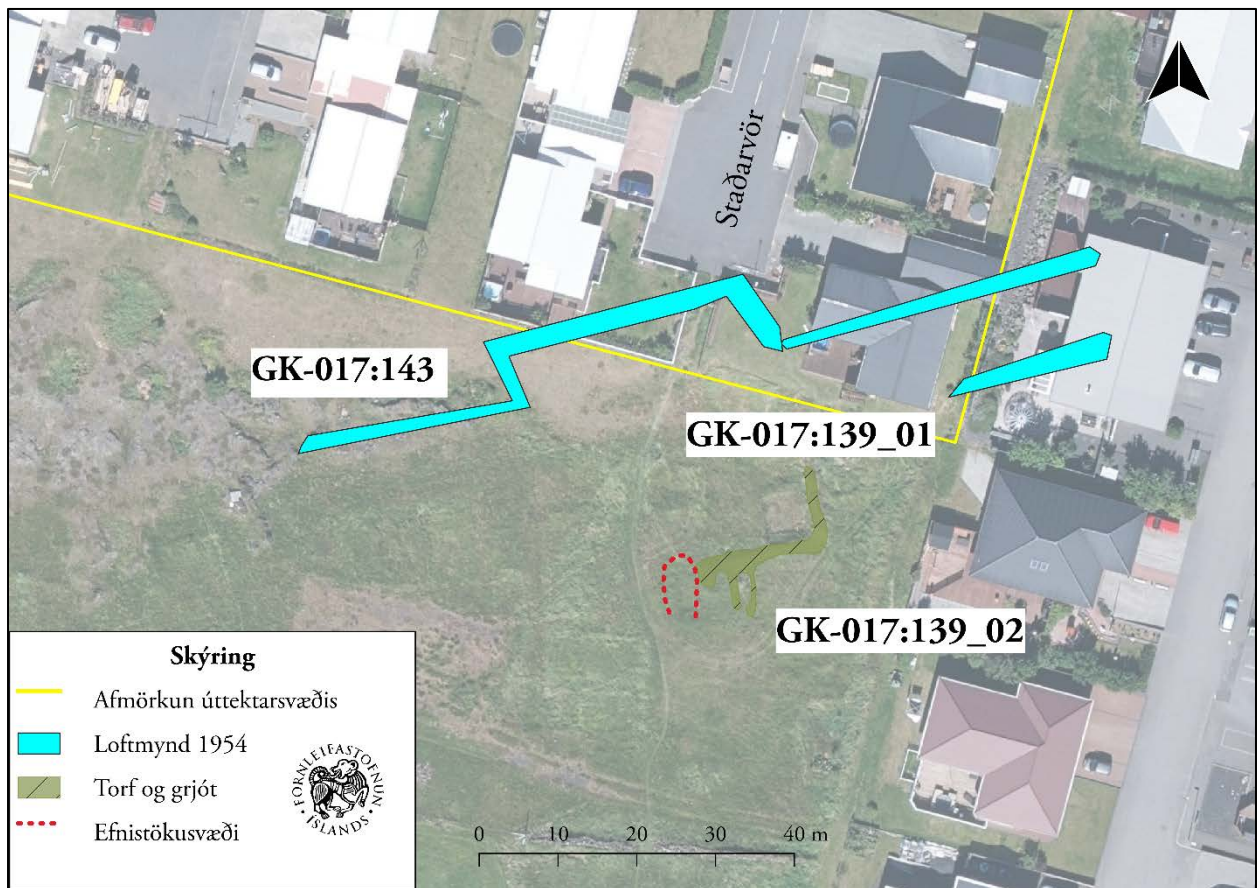 Staðarvör
GK-017:143
GK-017:139_01
GK-017:139_02
Skýring
Afmörkun úttektarsvæðis
Loftmynd 1954
Torf og grjót
Efnistökusvæði
FORNLEIFASTOFNUN
ÍSLANDS
0 10 20 30 40 m